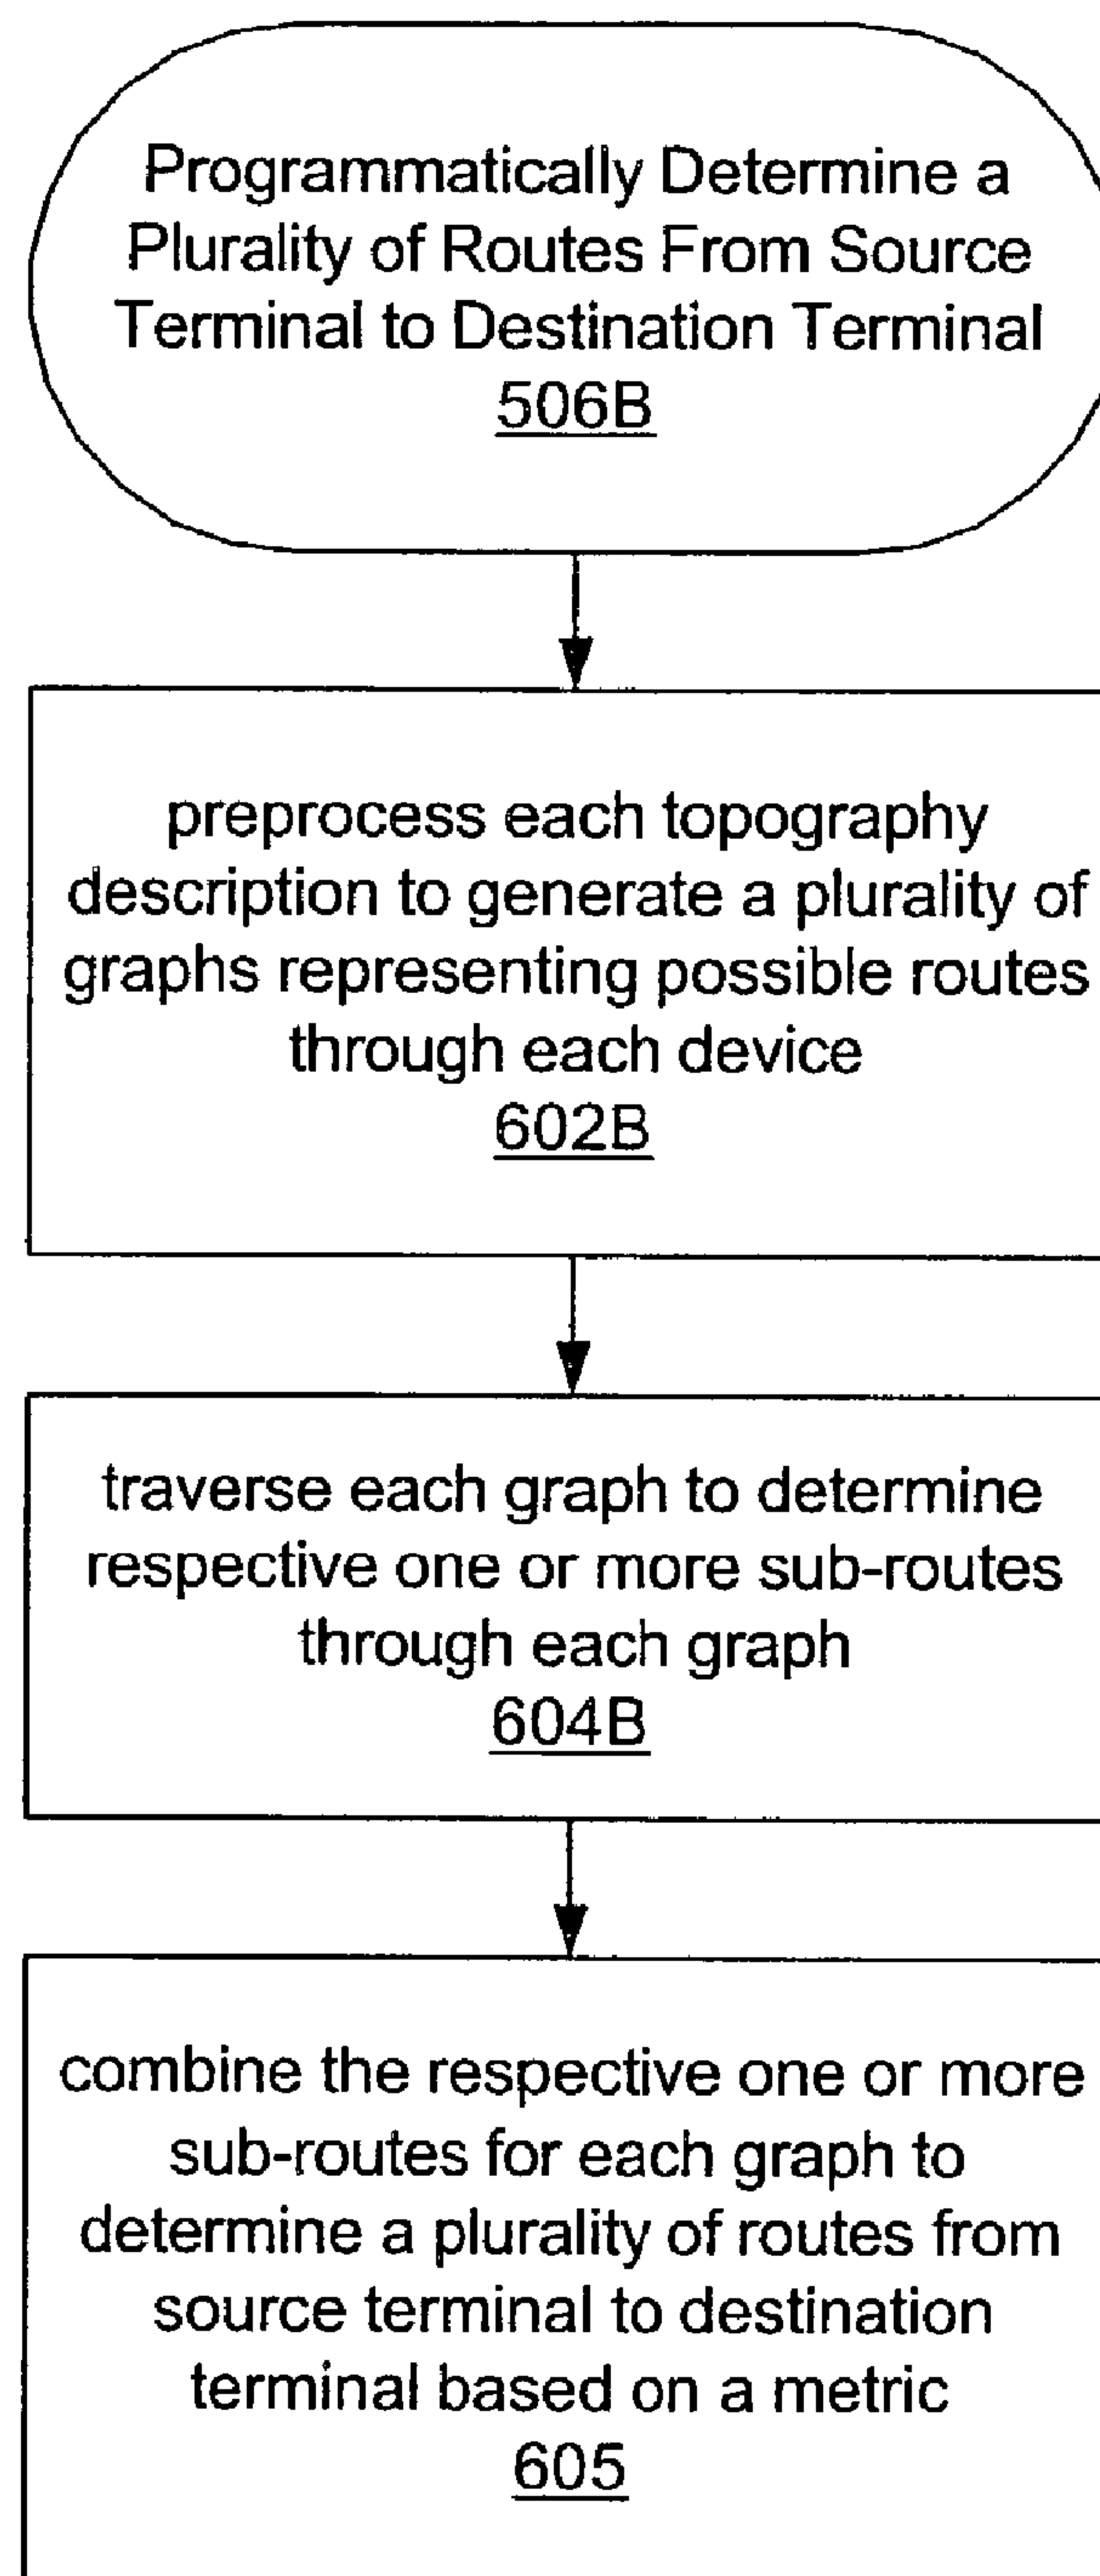 Programmatically Determine a
Plurality of Routes From Source
Terminal to Destination Terminal
506B
preprocess each topography
description to generate a plurality of
graphs representing possible routes
through each device
602B
traverse each graph to determine
respective one or more sub-routes
through each graph
604B
combine the respective one or more
sub-routes for each graph to
determine a plurality of routes from
source terminal to destination
terminal based on a metric
605